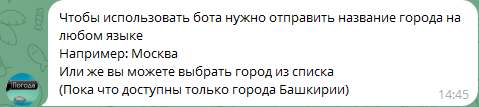 Чтобы использовать бота нужно отправить название города на
любом языке
Например: Москва
Или же вы можете выбрать город из списка
(Пока что доступны только города Башкирии)
14:45
Погода